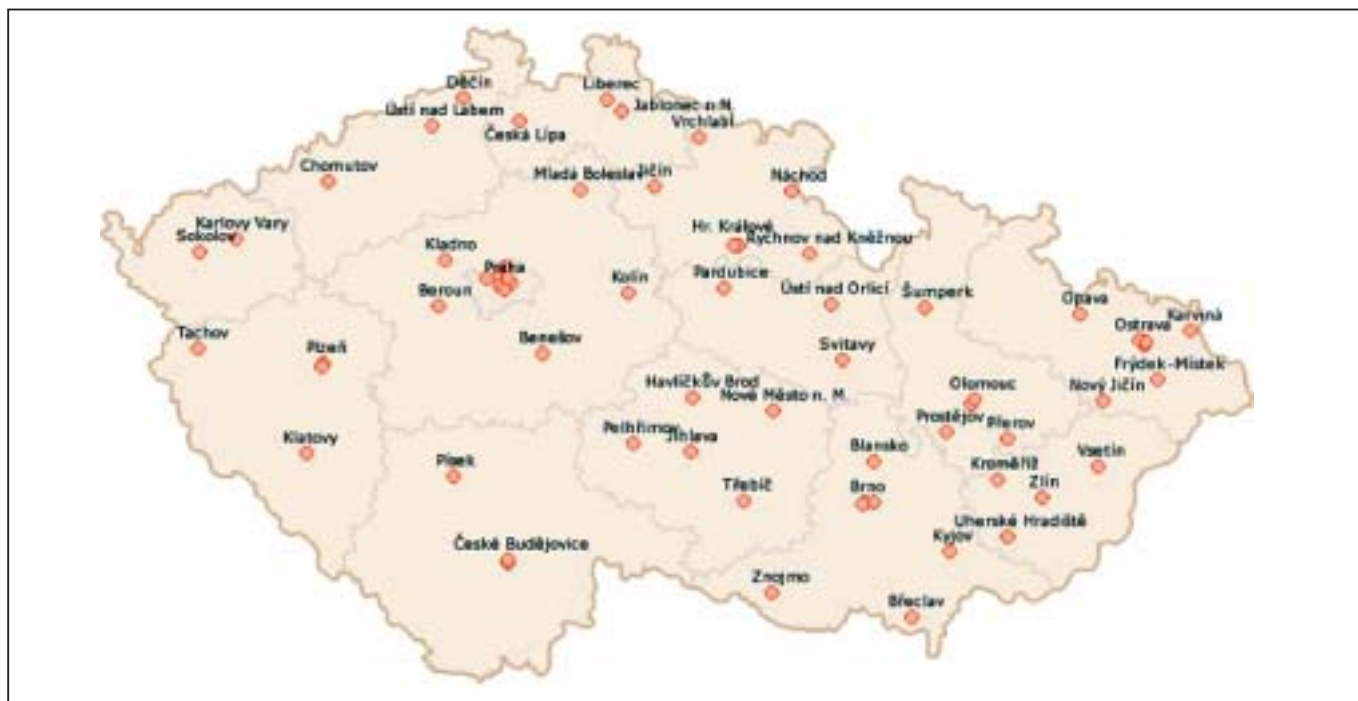 Děčín
Liberec
Jablonec n N.
Ústí nad Labem
Vrchlabí
Česká Lípa
Chomutov
Mladá Boleslav
Jičín
Náchod
Karlovy Vary
Sokolov
Hr. Králové
Rychnov nad Kněžnou
Kladno
Praha
Kolín
Pardubice
Ústí nad Orlicí
Šumperk
Beroun
Opava
Ostrava
Karviná
Tachov
Plzeň
Benešov
Svitavy
Frýdek-Místek
Havlíčkův Brod
Nové Město n. M.
Olomouc
Nový Jičín
Prostějov
Přerov
Klatovy
Pelhřimov
Jihlava
Blansko
Vsetín
Písek
Kroměříž
Zlín
Třebíč
Brno
Uherské Hradiště
Kyjov
České Budějovice
Znojmo
Břeclav